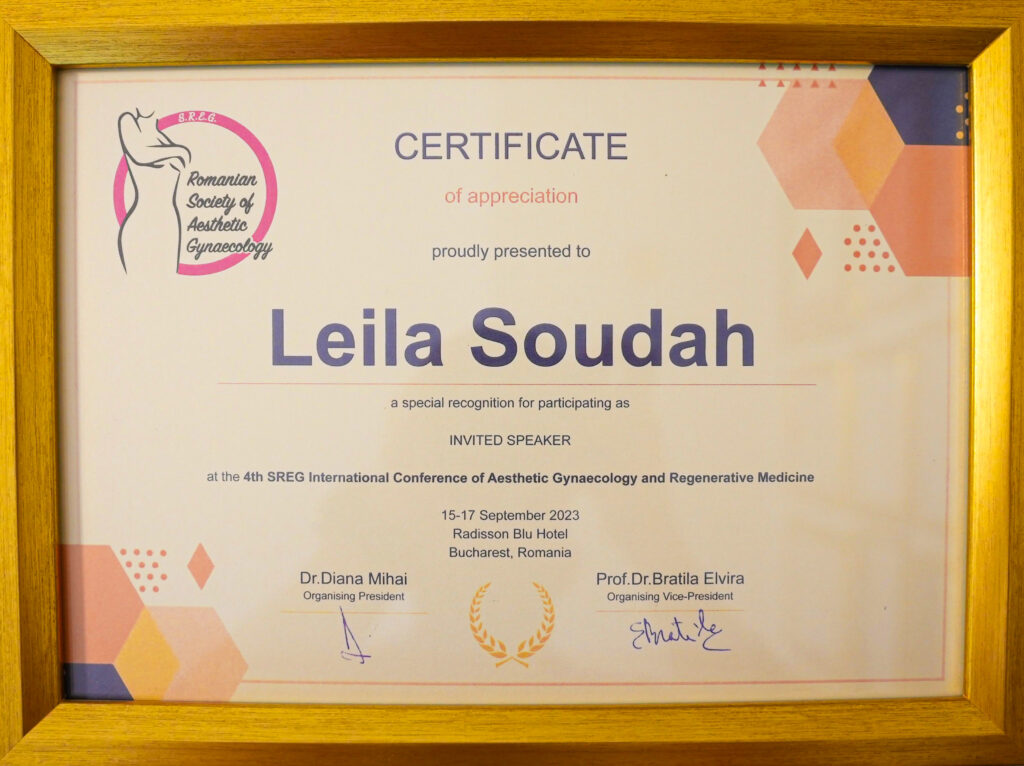 S.R.E.G.
Romanian
Society of
Aesthetic
Gynaecology
CERTIFICATE
of appreciation
proudly presented to
Leila Soudah
a special recognition for participating as
INVITED SPEAKER
at the 4th SREG International Conference of Aesthetic Gynaecology and Regenerative Medicine
15-17 September 2023
Radisson Blu Hotel
Bucharest, Romania
Dr.Diana Mihai
Organising President
Prof.Dr.Bratila Elvira
Organising Vice-President
EBratila